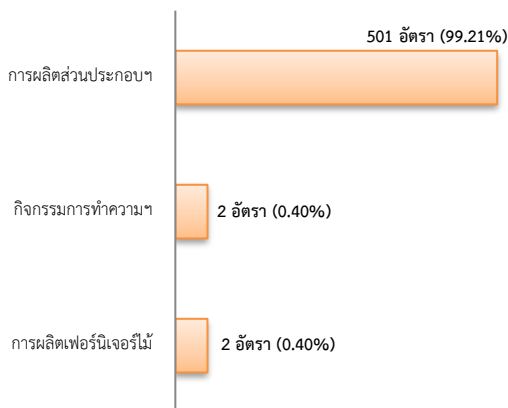 501 อัตรา (99.21%)
การผลิตส่วนประกอบฯ
กิจกรรมการทำความฯ
2 อัตรา (0.40%)
การผลิตเฟอร์นิเจอร์ไม้
2 อัตรา (0.40%)